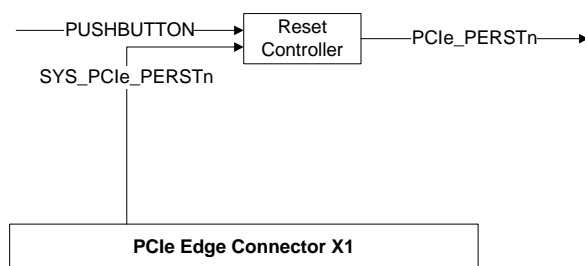 PUSHBUTTON
Reset
Controller
PCIe_PERSTn
SYS_PCIe_PERSTn
PCIe Edge Connector X1